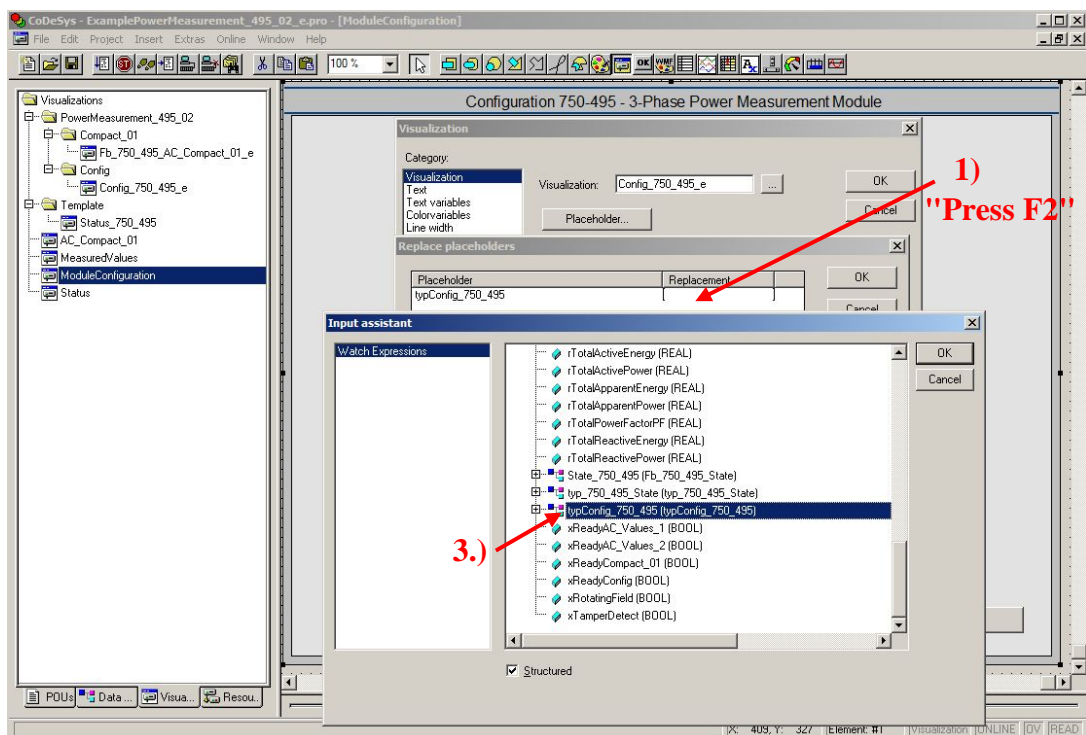 CoDeSys - ExamplePowerMeasurement_495_02_e.pro - [ModuleConfiguration]
File Edit Project Insert Extras Online Window Help
100 %
Visualizations
PowerMeasurement_495_02
Compact_01
Fb_750_495_AC_Compact_01_e
Config
Config_750_495_e
Template
Status_750_495
AC_Compact_01
MeasuredValues
ModuleConfiguration
Status
POUs Data ... Visua... Resou..
Configuration 750-495 - 3-Phase Power Measurement Module
Visualization
Category:
Visualization
Text
Text variables
Colorvariables
Line width
Visualization: Config_750_495_e ...
Placeholder...
OK
Cancel
1)
"Press F2"
Replace placeholders
Placeholder Replacement
typConfig_750_495
OK
Cancel
Input assistant
Watch Expressions
rTotalActiveEnergy (REAL)
rTotalActivePower (REAL)
rTotalApparentEnergy (REAL)
rTotalApparentPower (REAL)
rTotalPowerFactorPF (REAL)
rTotalReactiveEnergy (REAL)
rTotalReactivePower (REAL)
State_750_495 (Fb_750_495_State)
typ_750_495_State (typ_750_495_State)
typConfig_750_495 (typConfig_750_495)
xReadyAC_Values_1 (BOOL)
xReadyAC_Values_2 (BOOL)
xReadyCompact_01 (BOOL)
xReadyConfig (BOOL)
xRotatingField (BOOL)
xTamperDetect (BOOL)
3.)
OK
Cancel
Structured
X: 409, Y: 327 Element: #1 Visualization ONLINE OV READ